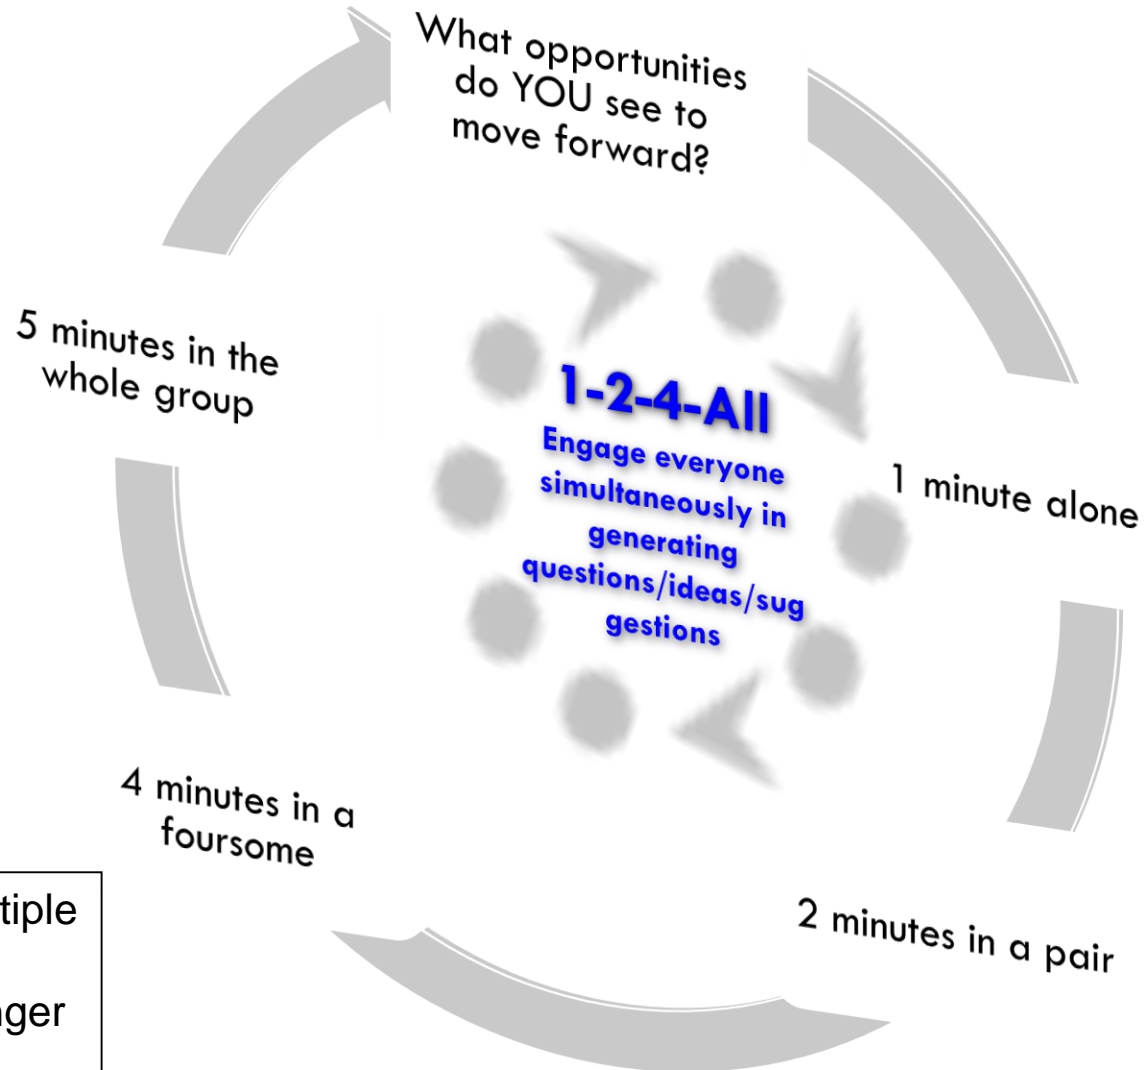 What opportunities
do YOU see to
move forward?
1 minute alone
2 minutes in a pair
4 minutes in a
foursome
5 minutes in the
whole group
1-2-4-All
Engage everyone
simultaneously in
generating
questions/ideas/sug
gestions